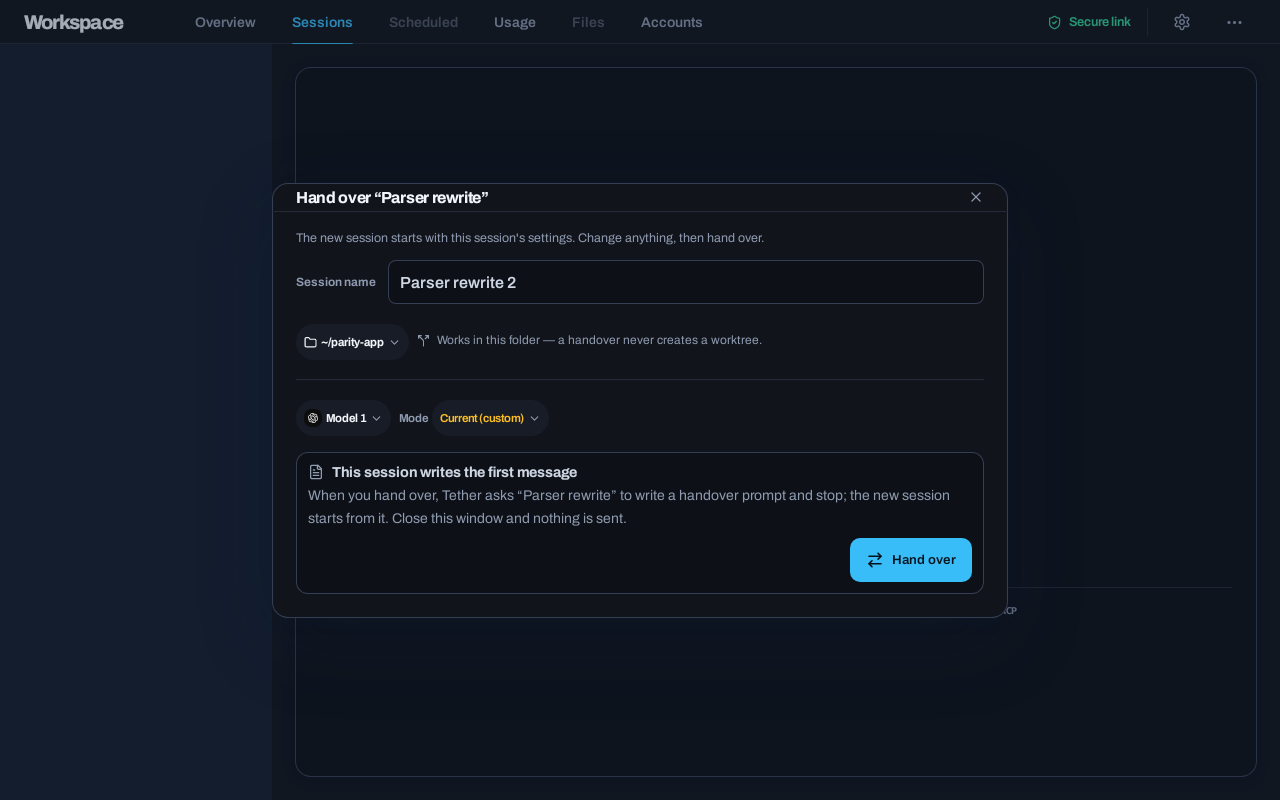 Workspace
Overview
Sessions
Scheduled
Usage
Files
Accounts
Secure link
Hand over “Parser rewrite”
The new session starts with this session's settings. Change anything, then hand over.
Session name
Parser rewrite 2
~/parity-app
Works in this folder — a handover never creates a worktree.
Model 1
Mode
Current (custom)
This session writes the first message
When you hand over, Tether asks “Parser rewrite” to write a handover prompt and stop; the new session
starts from it. Close this window and nothing is sent.
Hand over